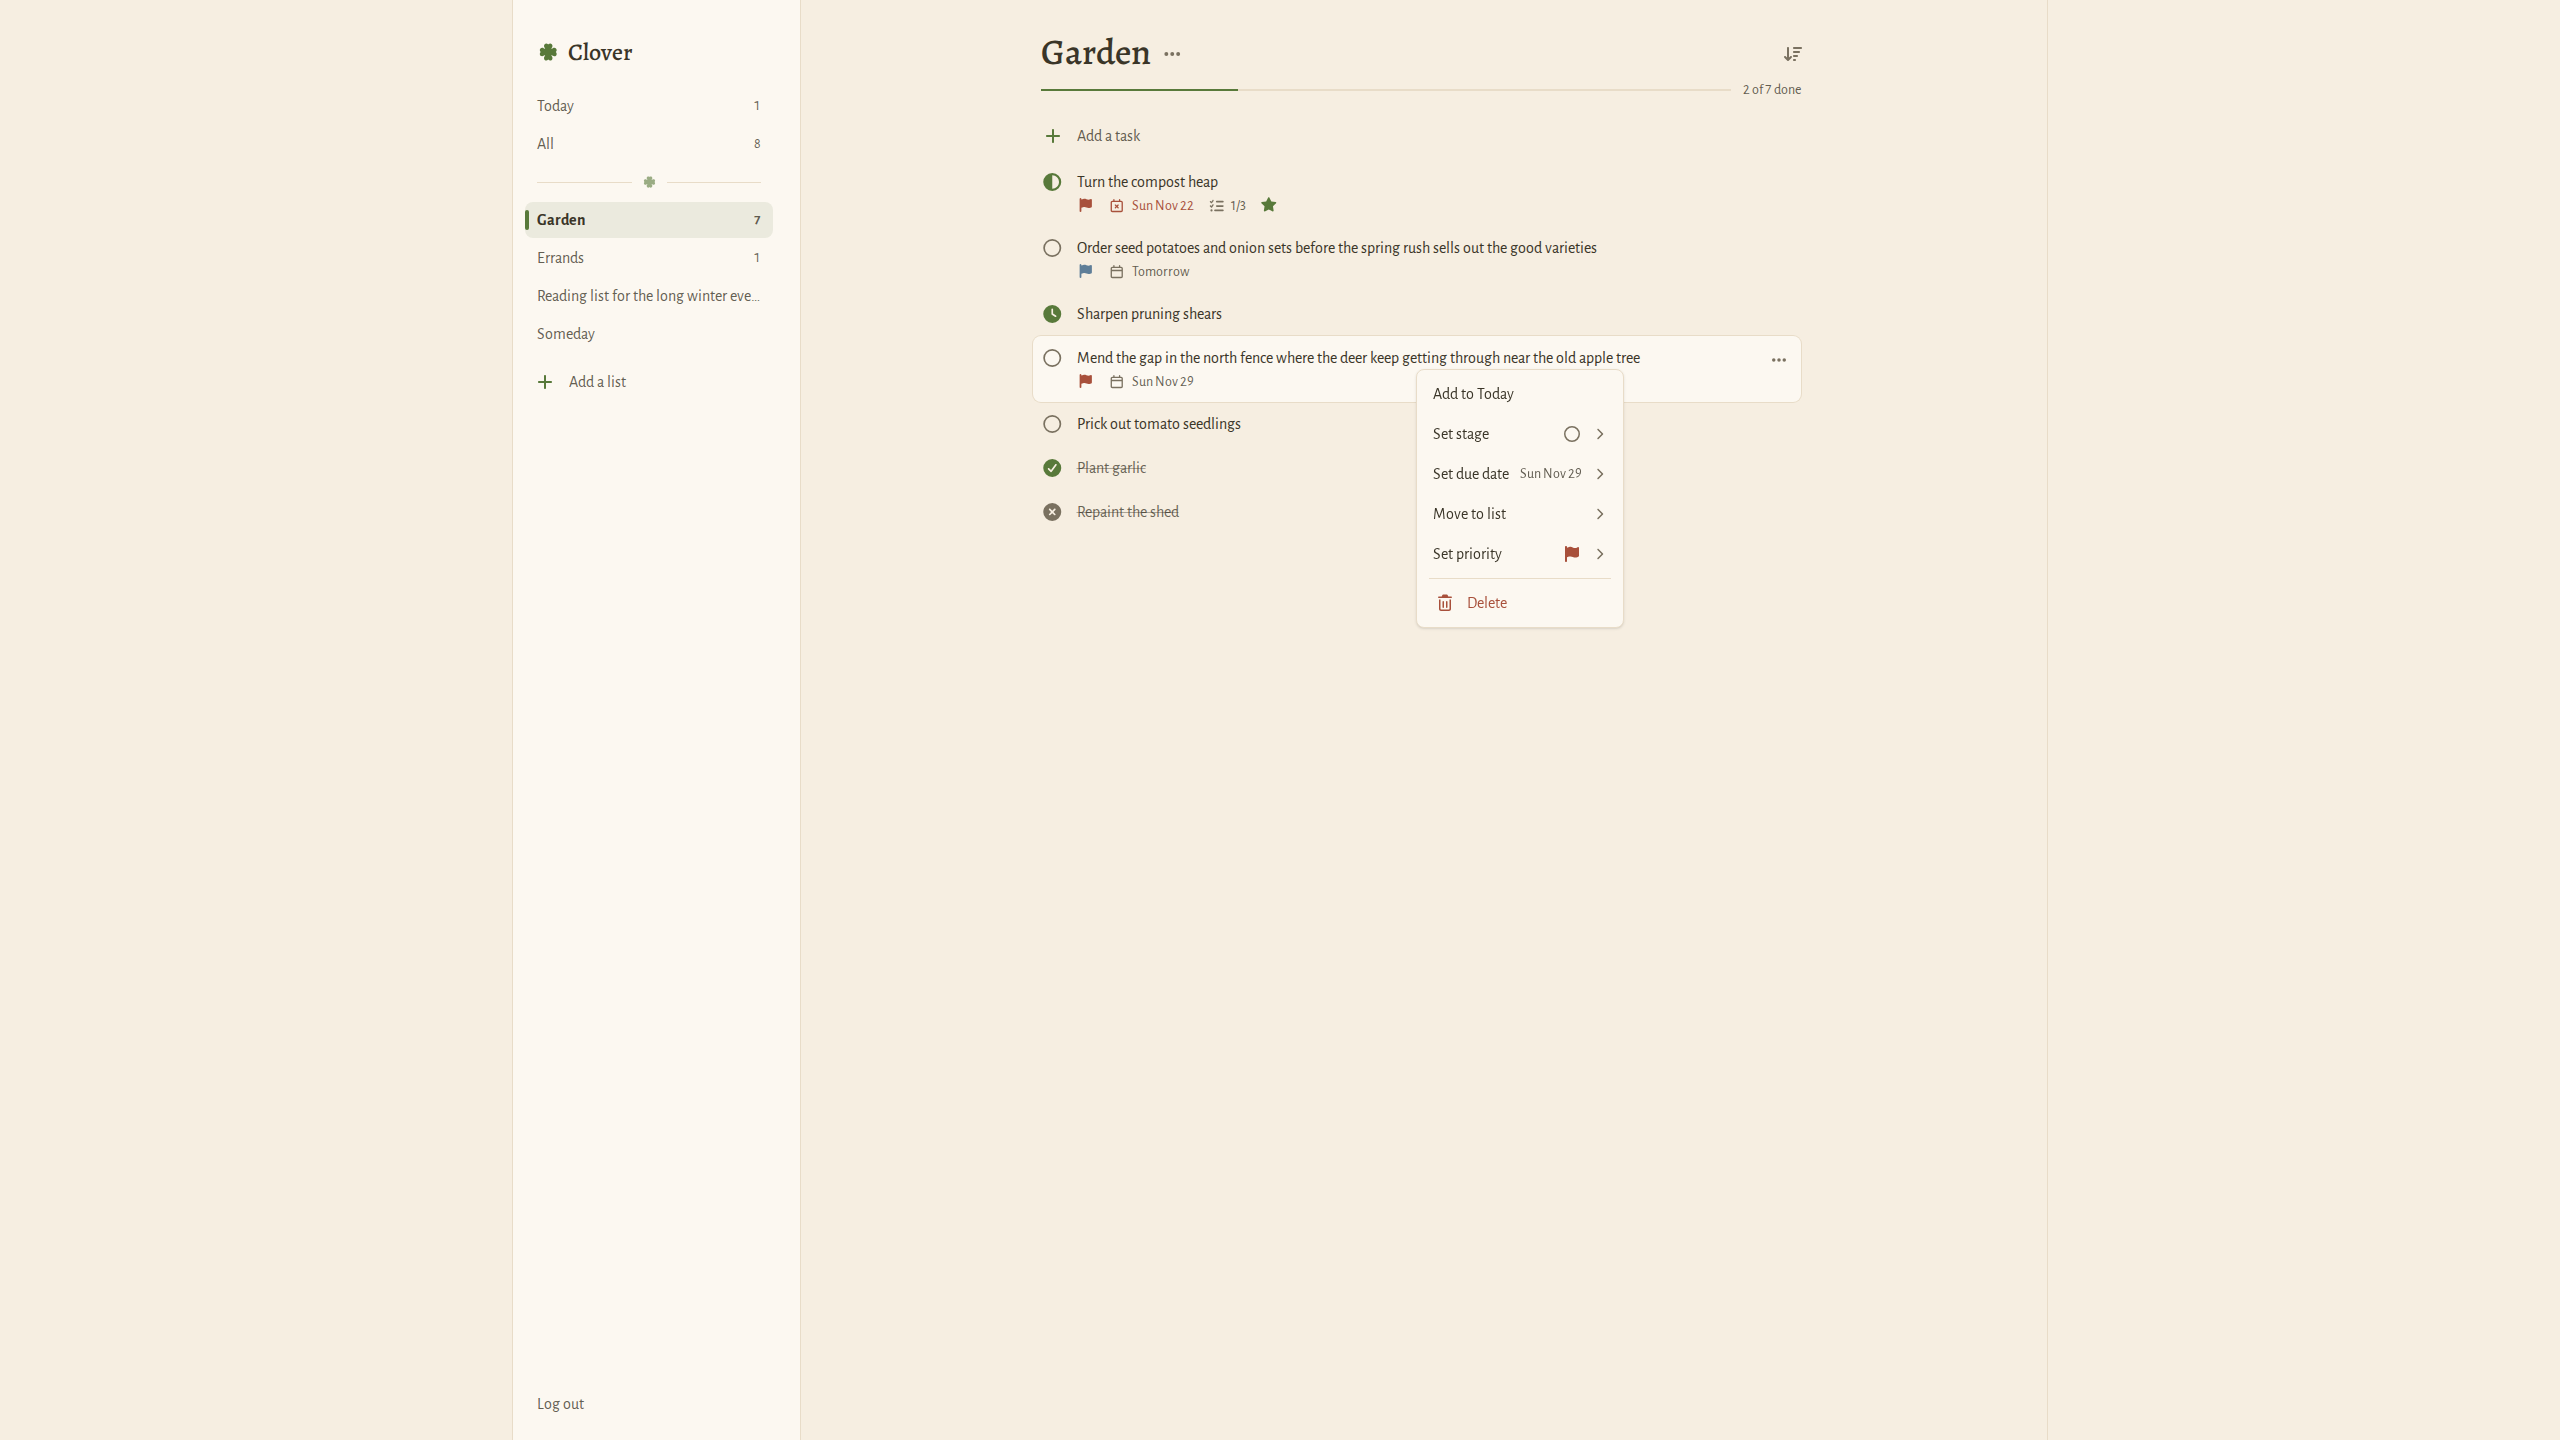 Clover
Today 1
All 8
Garden 7
Errands 1
Reading list for the long winter eve...
Someday
Add a list
Log out
Garden
2 of 7 done
Add a task
Turn the compost heap
Sun Nov 22 1/3
Order seed potatoes and onion sets before the spring rush sells out the good varieties
Tomorrow
Sharpen pruning shears
Mend the gap in the north fence where the deer keep getting through near the old apple tree
Sun Nov 29
Prick out tomato seedlings
Plant garlic
Repaint the shed
Add to Today
Set stage
Set due date Sun Nov 29
Move to list
Set priority
Delete